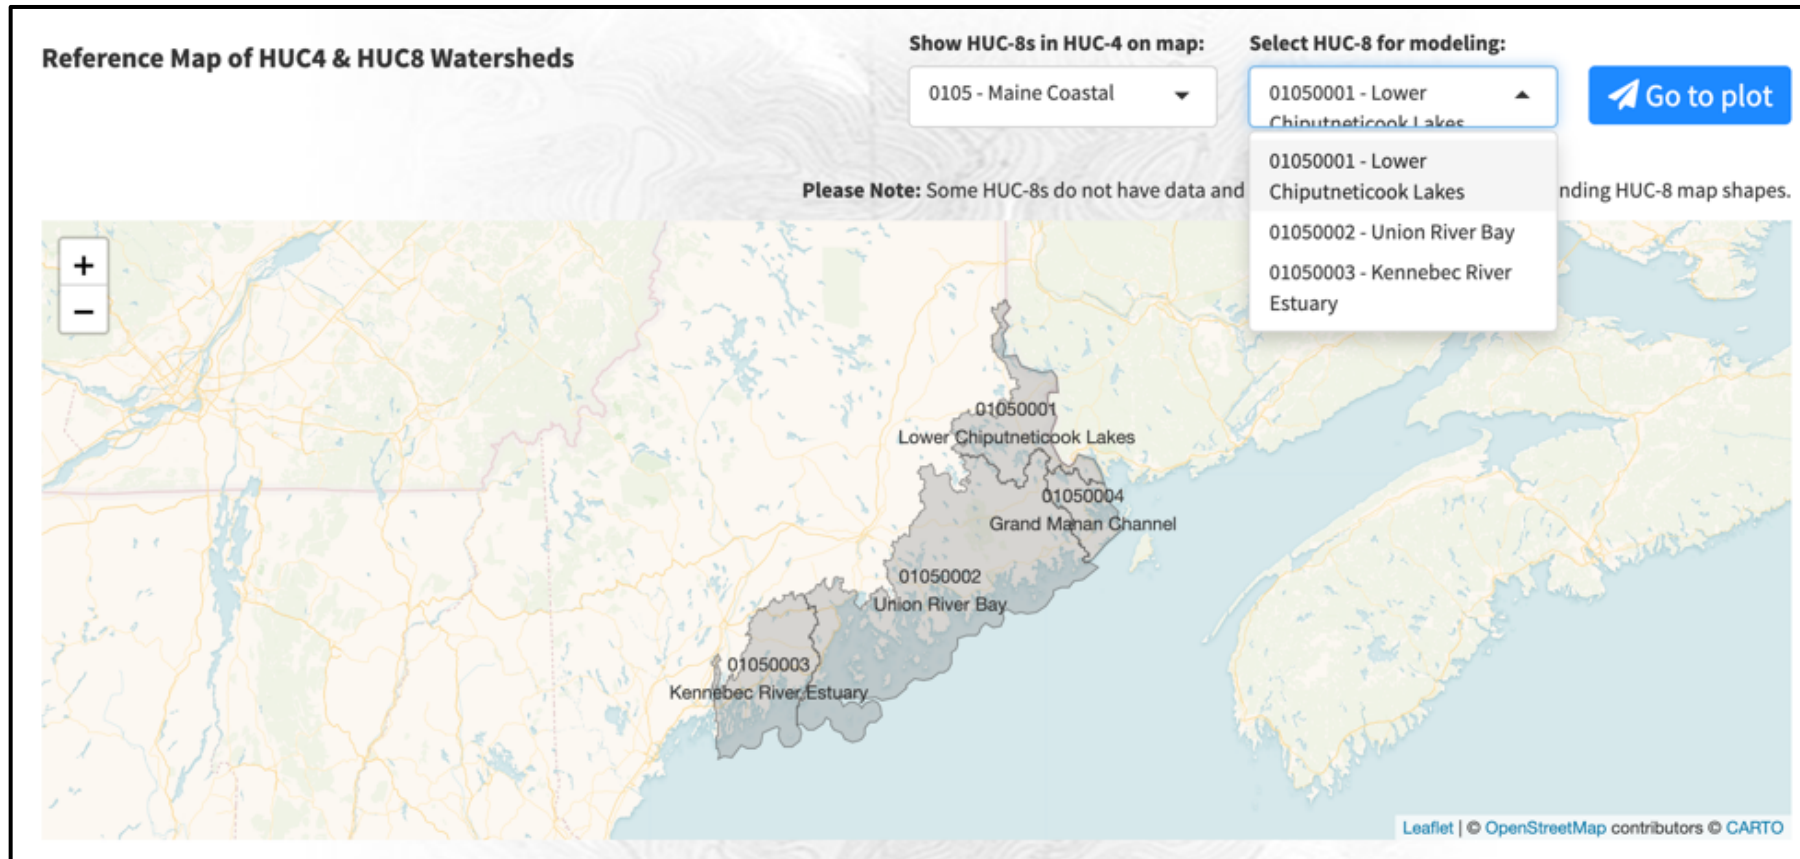 Reference Map of HUC4 & HUC8 Watersheds
Show HUC-8s in HUC-4 on map:
0105 - Maine Coastal
Select HUC-8 for modeling:
01050001 - Lower
Chiputneticook Lakes
Go to plot
01050001 - Lower
Chiputneticook Lakes
01050002 - Union River Bay
01050003 - Kennebec River
Estuary
Please Note: Some HUC-8s do not have data and
nding HUC-8 map shapes.
+
−
01050001
Lower Chiputneticook Lakes
01050004
Grand Manan Channel
01050002
Union River Bay
01050003
Kennebec River Estuary
Leaflet | © OpenStreetMap contributors © CARTO